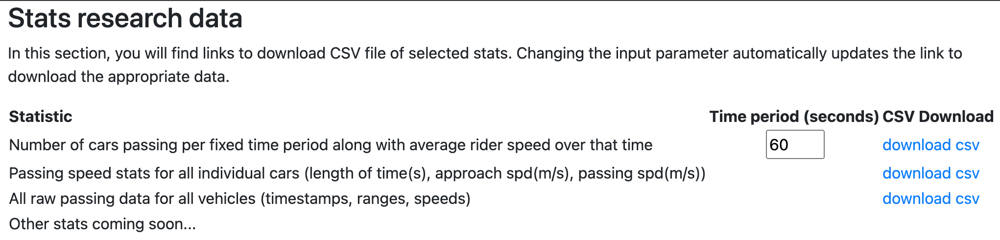 Stats research data
In this section, you will find links to download CSV file of selected stats. Changing the input parameter automatically updates the link to
download the appropriate data.
Statistic Time period (seconds) CSV Download
Number of cars passing per fixed time period along with average rider speed over that time 60 download csv
Passing speed stats for all individual cars (length of time(s), approach spd(m/s), passing spd(m/s)) download csv
All raw passing data for all vehicles (timestamps, ranges, speeds) download csv
Other stats coming soon...